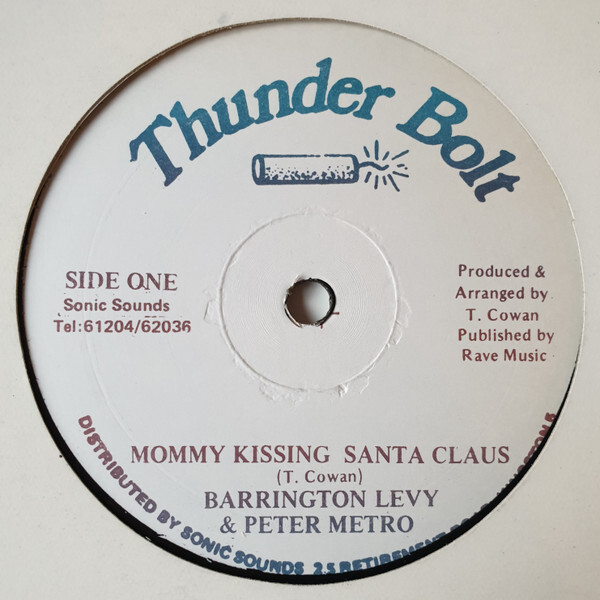 Thunder Bolt
SIDE ONE
Sonic Sounds
Tel:61204/62036
Produced &
Arranged by
T. Cowan
Published by
Rave Music
MOMMY KISSING SANTA CLAUS
(T. Cowan)
BARRINGTON LEVY
& PETER METRO
DISTRIBUTED BY SONIC SOUNDS 25 RETIREMENT